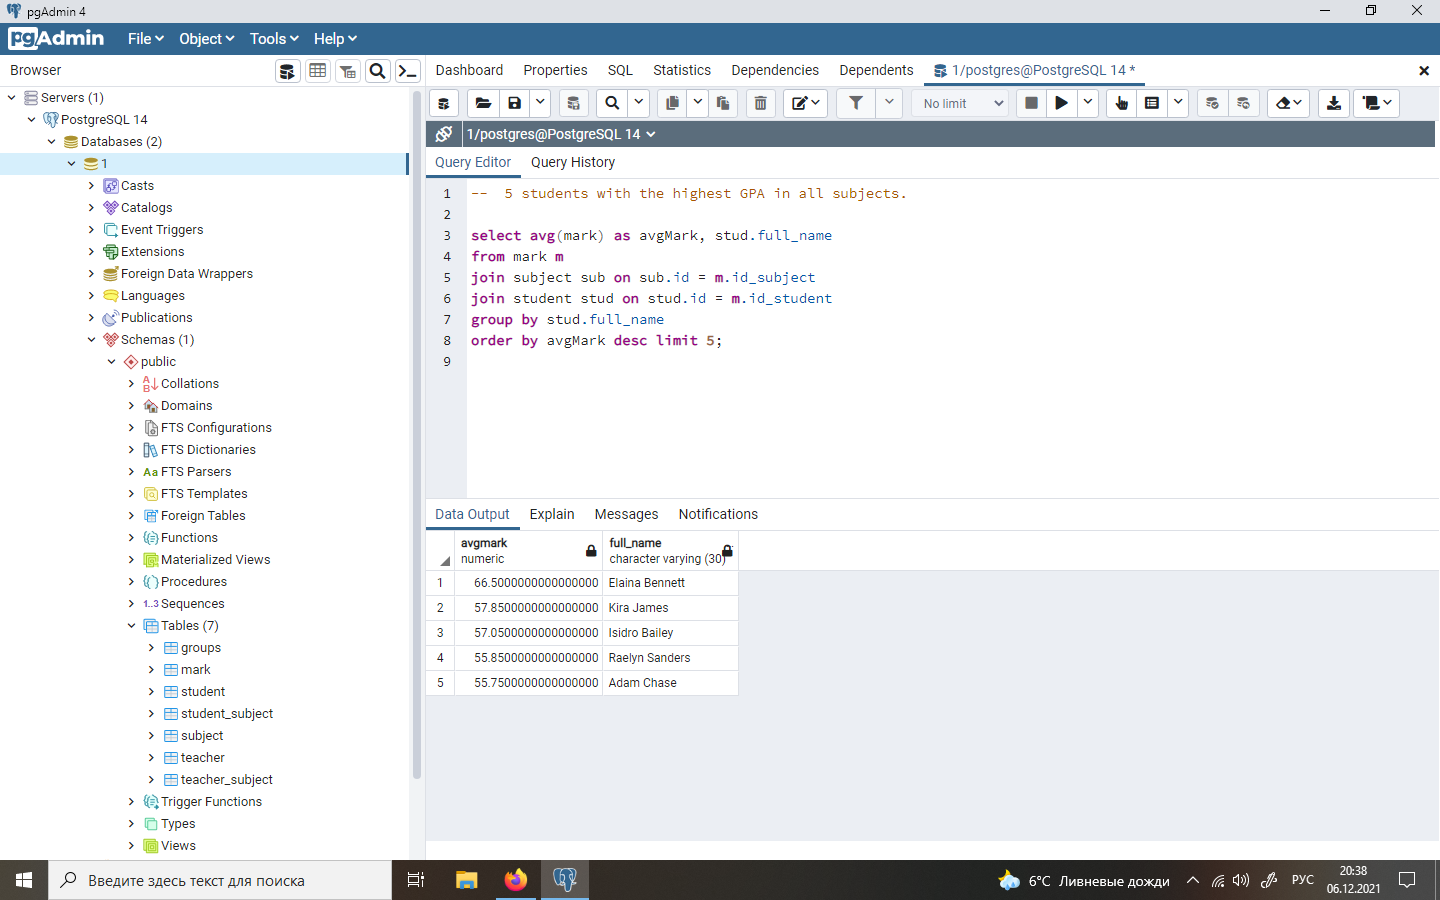 pgAdmin 4
pgAdmin File Object Tools Help
Browser
Servers (1)
PostgreSQL 14
Databases (2)
1
Casts
Catalogs
Event Triggers
Extensions
Foreign Data Wrappers
Languages
Publications
Schemas (1)
public
Collations
Domains
FTS Configurations
FTS Dictionaries
Aa FTS Parsers
FTS Templates
Foreign Tables
Functions
Materialized Views
Procedures
1..3 Sequences
Tables (7)
groups
mark
student
student_subject
subject
teacher
teacher_subject
Trigger Functions
Types
Views
Dashboard Properties SQL Statistics Dependencies Dependents 1/postgres@PostgreSQL 14 *
No limit
1/postgres@PostgreSQL 14
Query Editor Query History
1 -- 5 students with the highest GPA in all subjects.
2
3 select avg(mark) as avgMark, stud.full_name
4 from mark m
5 join subject sub on sub.id = m.id_subject
6 join student stud on stud.id = m.id_student
7 group by stud.full_name
8 order by avgMark desc limit 5;
9
Data Output Explain Messages Notifications
avgmark full_name
numeric character varying (30)
1 66.5000000000000000 Elaina Bennett
2 57.8500000000000000 Kira James
3 57.0500000000000000 Isidro Bailey
4 55.8500000000000000 Raelyn Sanders
5 55.7500000000000000 Adam Chase
Введите здесь текст для поиска
6°C Ливневые дожди
РУС
20:38
06.12.2021